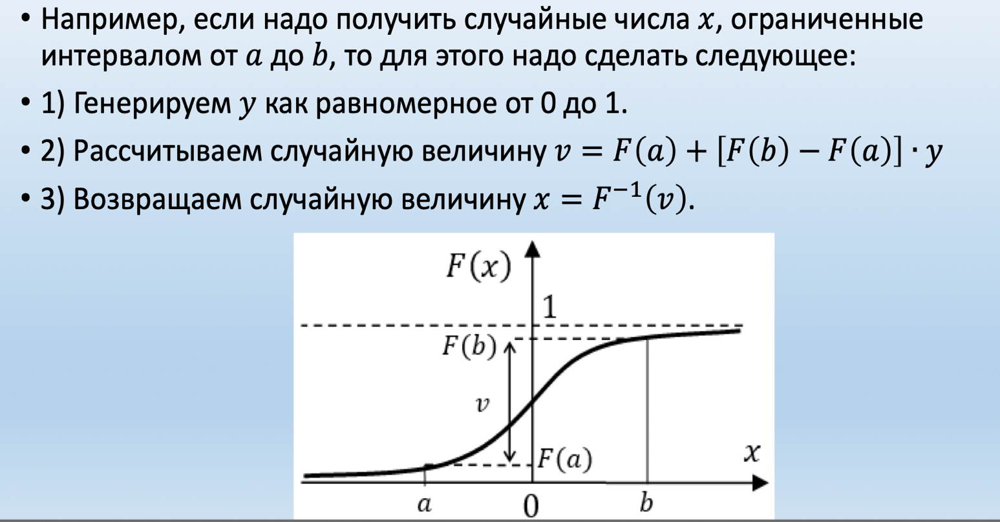 • Например, если надо получить случайные числа x, ограниченные
интервалом от a до b, то для этого надо сделать следующее:
• 1) Генерируем y как равномерное от 0 до 1.
• 2) Рассчитываем случайную величину v = F(a) + [F(b) − F(a)] · y
• 3) Возвращаем случайную величину x = F⁻¹(v).
F(x)
1
F(b)
v
F(a)
x
a
0
b